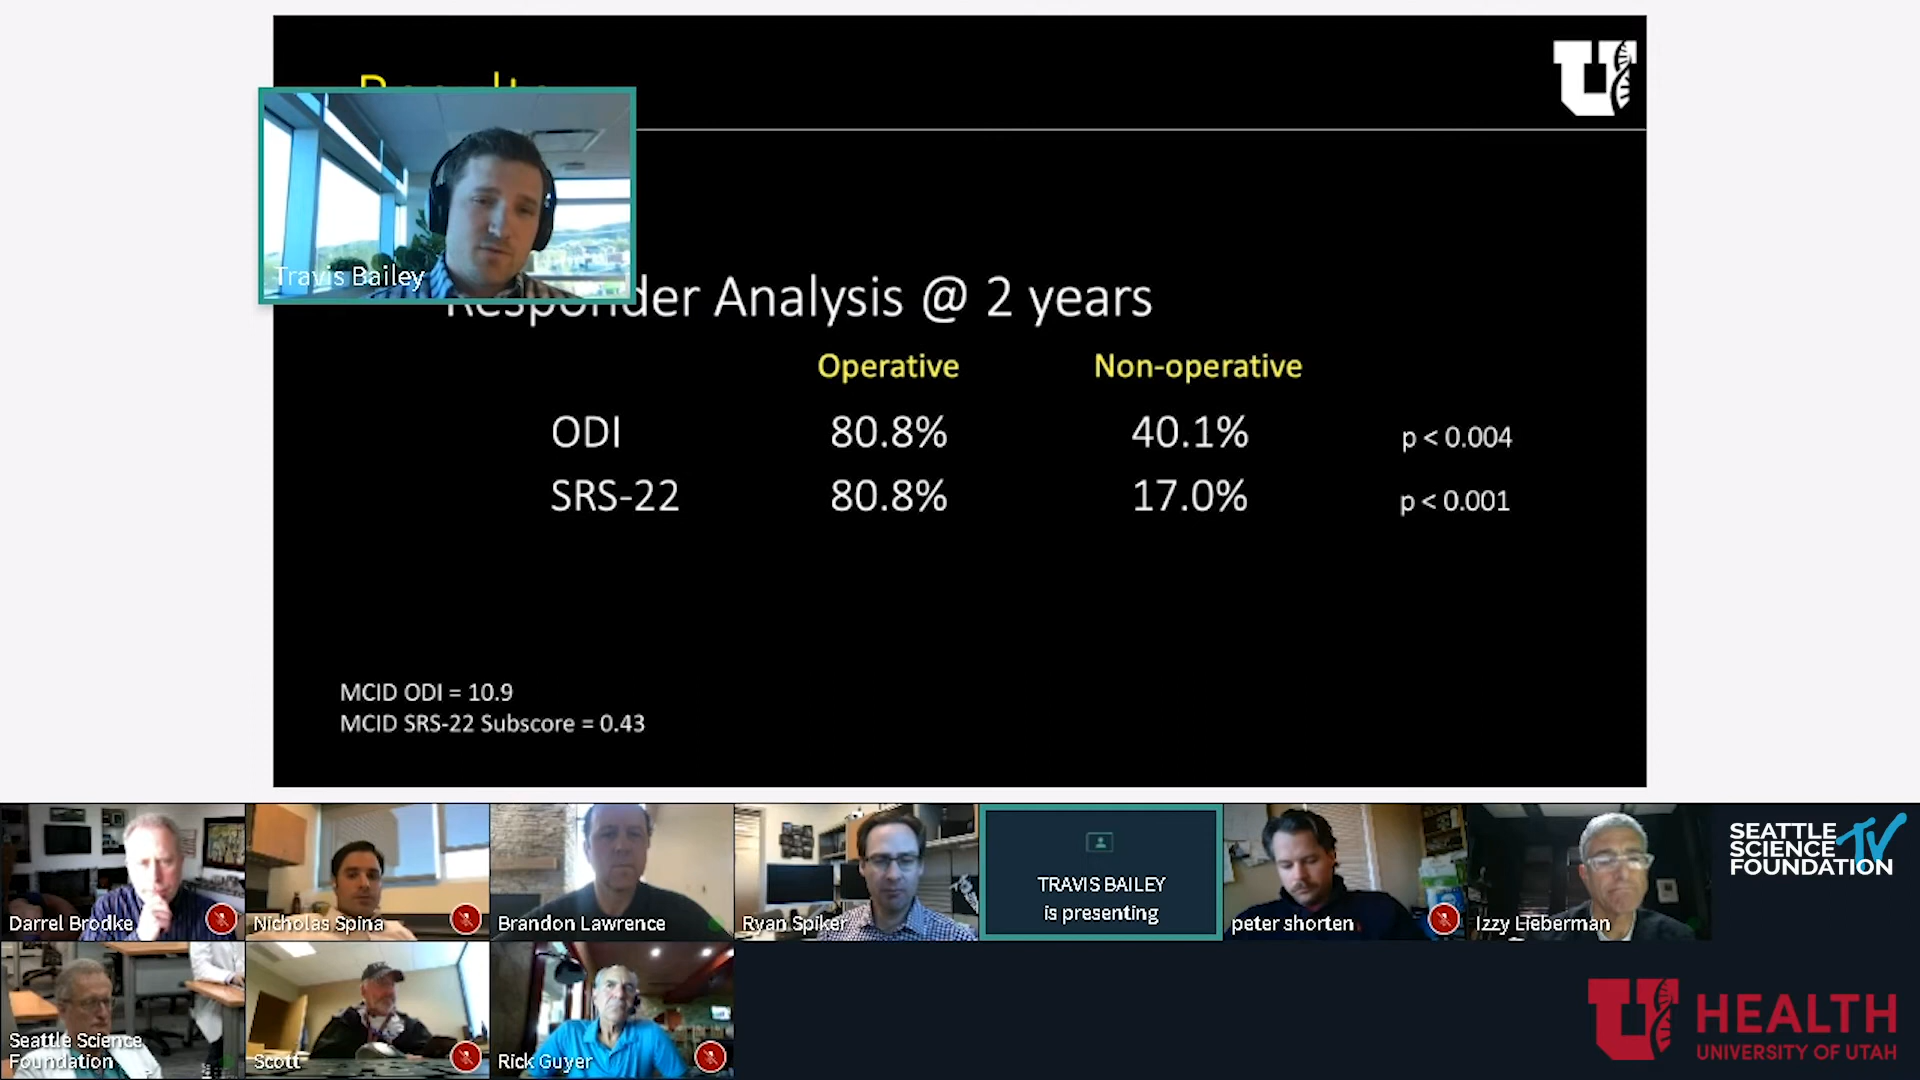 Results
Travis Bailey
Responder Analysis @ 2 years
Operative Non-operative
ODI 80.8% 40.1% p < 0.004
SRS-22 80.8% 17.0% p < 0.001
MCID ODI = 10.9
MCID SRS-22 Subscore = 0.43
Darrel Brodke
Nicholas Spina
Brandon Lawrence
Ryan Spiker
TRAVIS BAILEY
is presenting
peter shorten
Izzy Lieberman
SEATTLE
SCIENCE TV
FOUNDATION
Seattle Science
Foundation
Scott
Rick Guyer
U HEALTH
UNIVERSITY OF UTAH